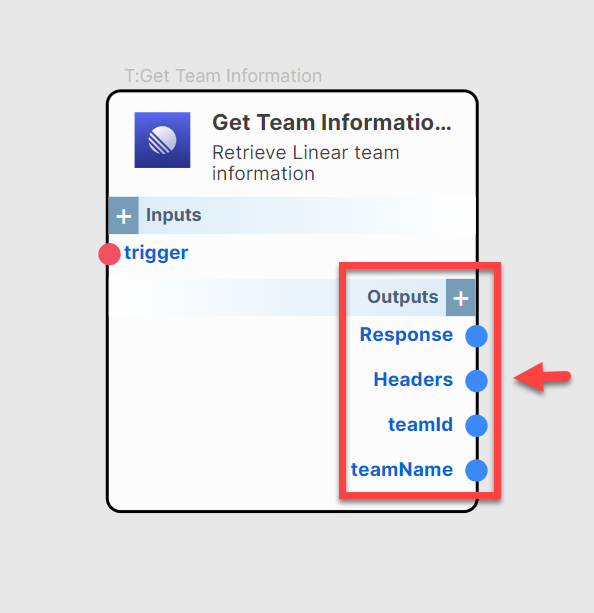 T:Get Team Information
Get Team Informatio...
Retrieve Linear team
information
+ Inputs
trigger
Outputs +
Response
Headers
teamId
teamName